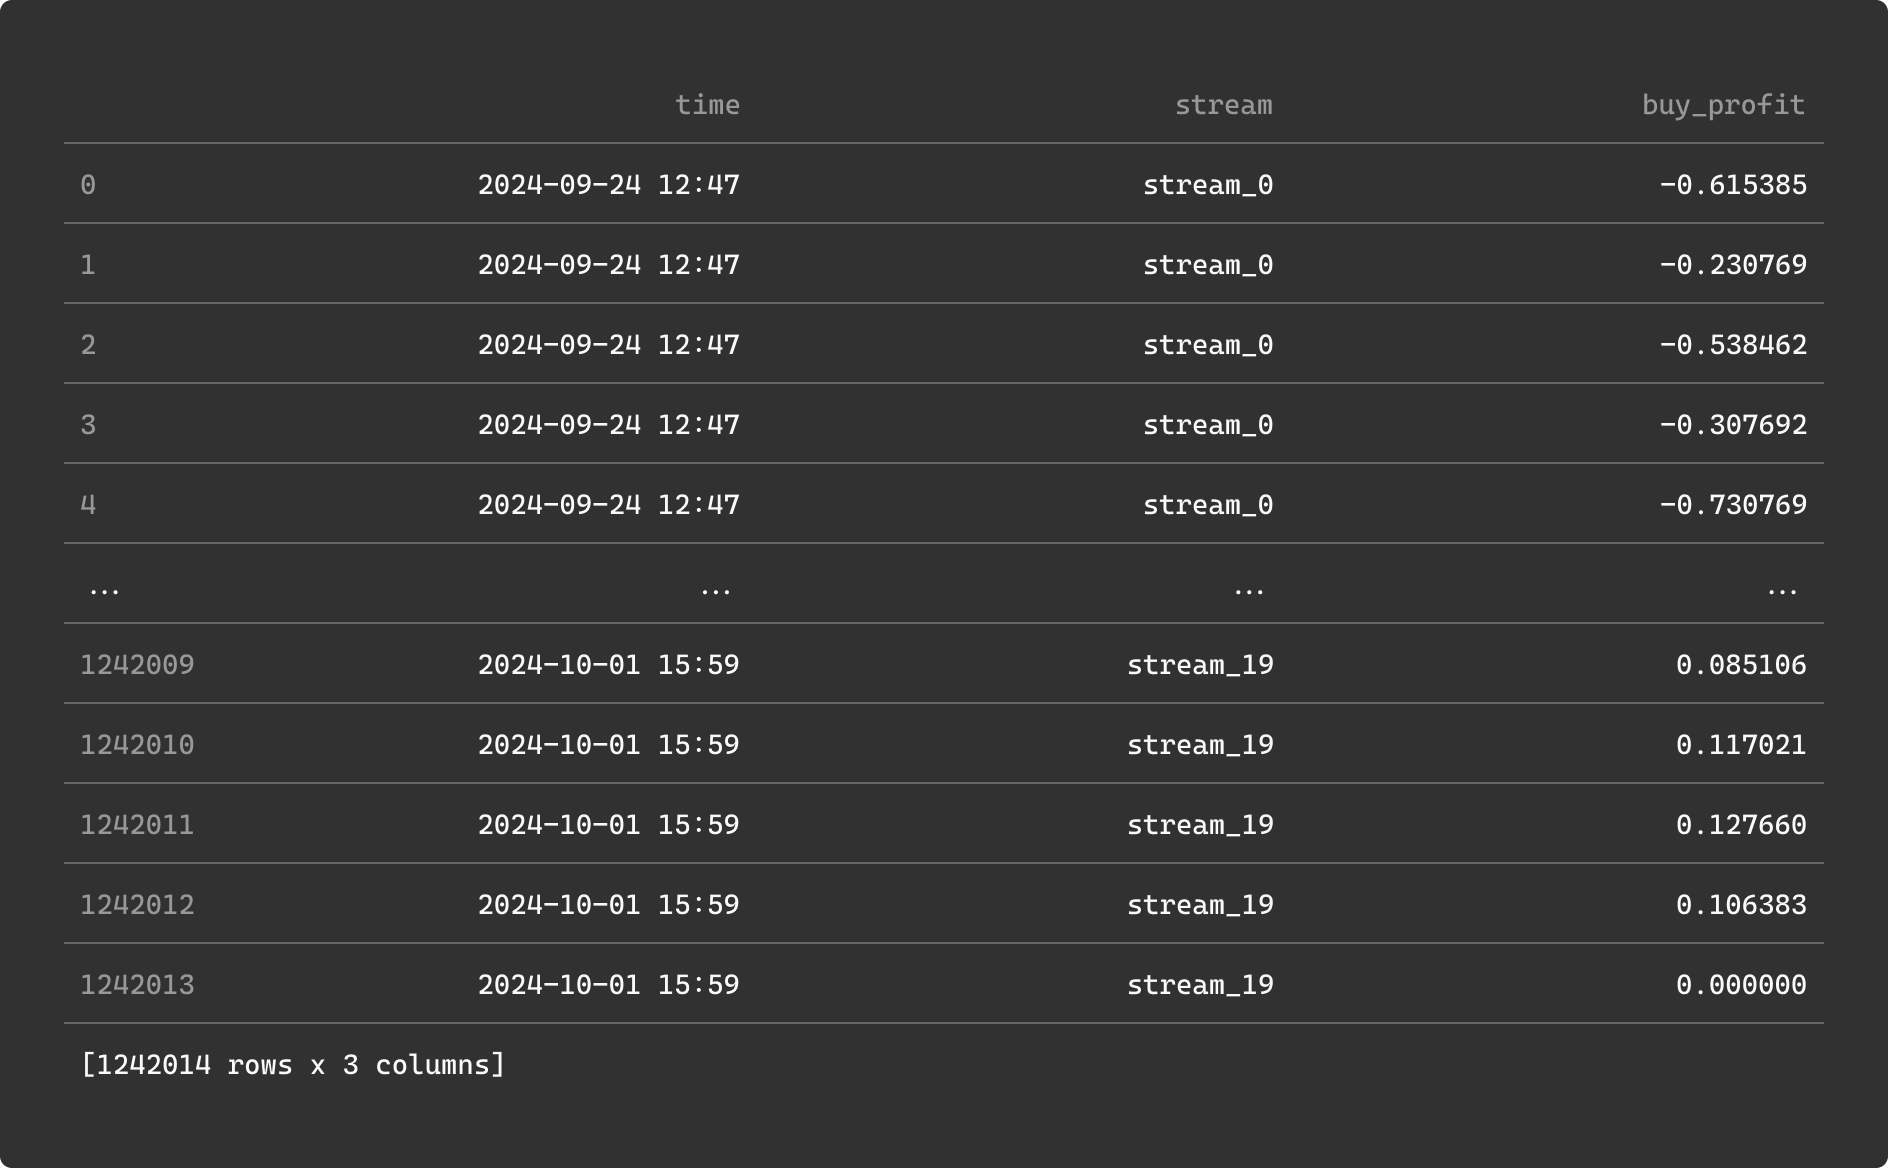 time stream buy_profit
0 2024-09-24 12:47 stream_0 -0.615385
1 2024-09-24 12:47 stream_0 -0.230769
2 2024-09-24 12:47 stream_0 -0.538462
3 2024-09-24 12:47 stream_0 -0.307692
4 2024-09-24 12:47 stream_0 -0.730769
... ... ... ...
1242009 2024-10-01 15:59 stream_19 0.085106
1242010 2024-10-01 15:59 stream_19 0.117021
1242011 2024-10-01 15:59 stream_19 0.127660
1242012 2024-10-01 15:59 stream_19 0.106383
1242013 2024-10-01 15:59 stream_19 0.000000
[1242014 rows x 3 columns]